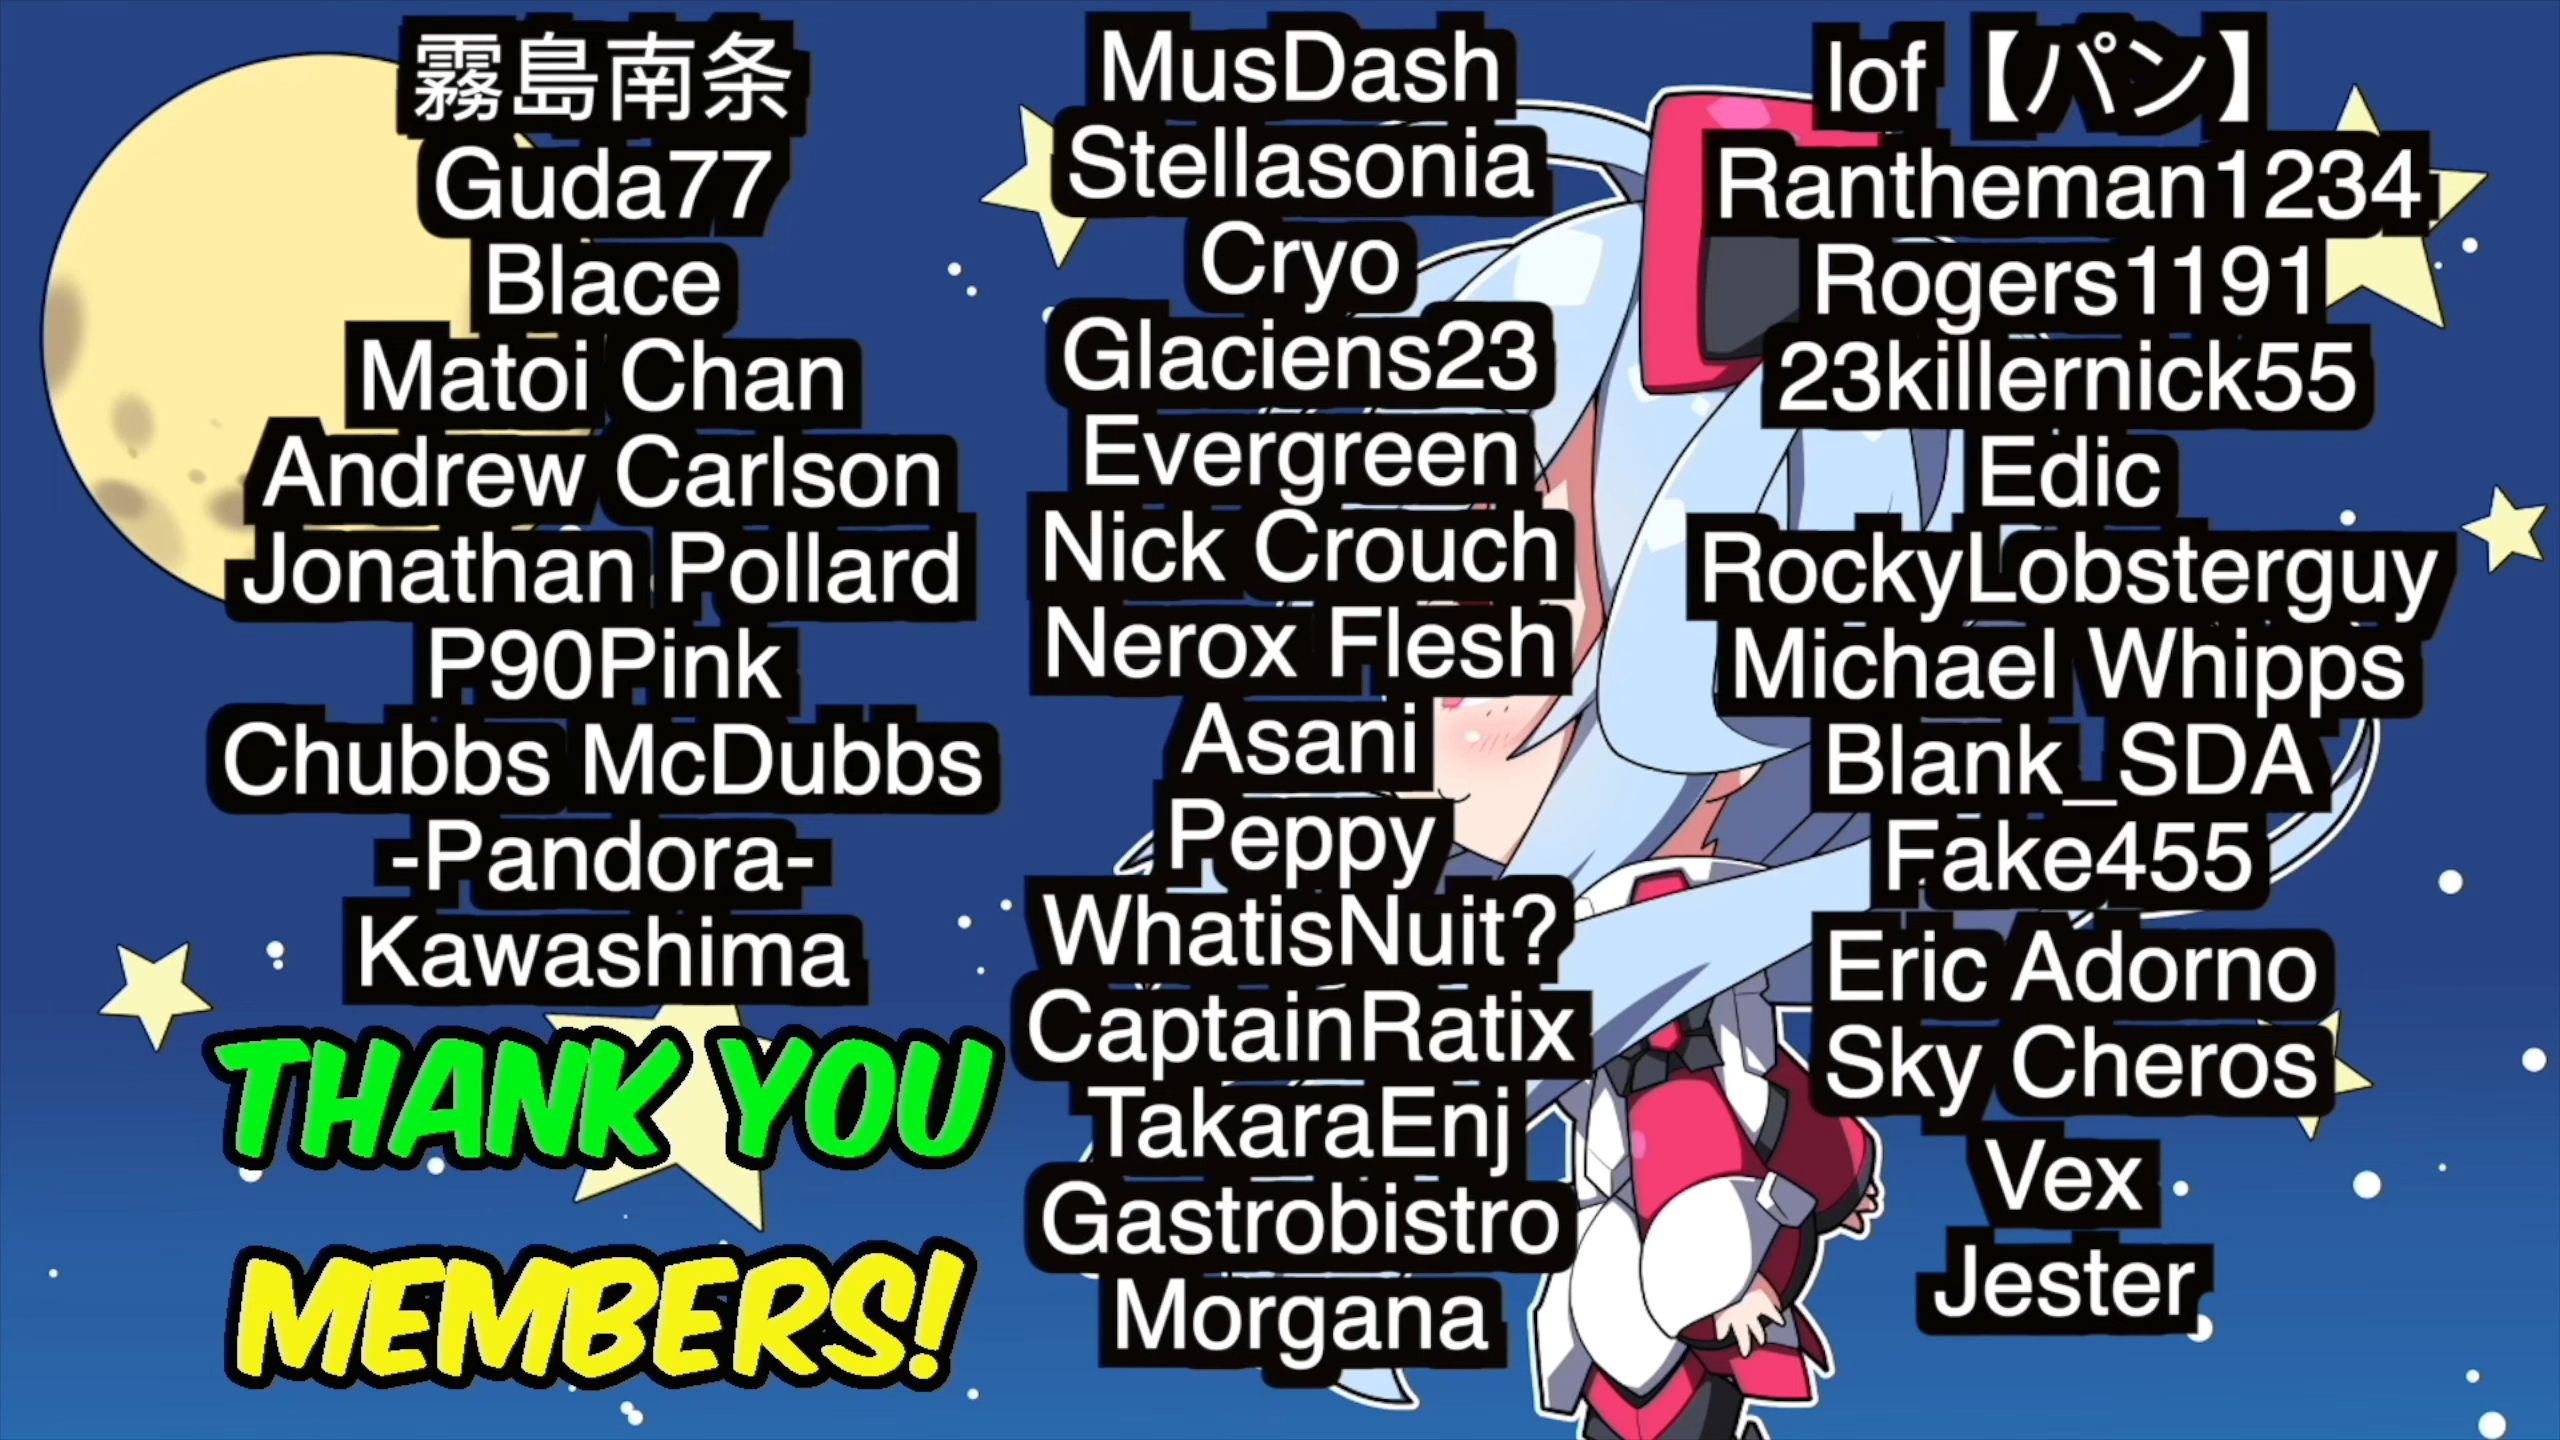 霧島南条
Guda77
Blace
Matoi Chan
Andrew Carlson
Jonathan Pollard
P90Pink
Chubbs McDubbs
-Pandora-
Kawashima
THANK YOU
MEMBERS!
MusDash
Stellasonia
Cryo
Glaciens23
Evergreen
Nick Crouch
Nerox Flesh
Asani
Peppy
WhatisNuit?
CaptainRatix
TakaraEnj
Gastrobistro
Morgana
lof【パン】
Rantheman1234
Rogers1191
23killernick55
Edic
RockyLobsterguy
Michael Whipps
Blank_SDA
Fake455
Eric Adorno
Sky Cheros
Vex
Jester